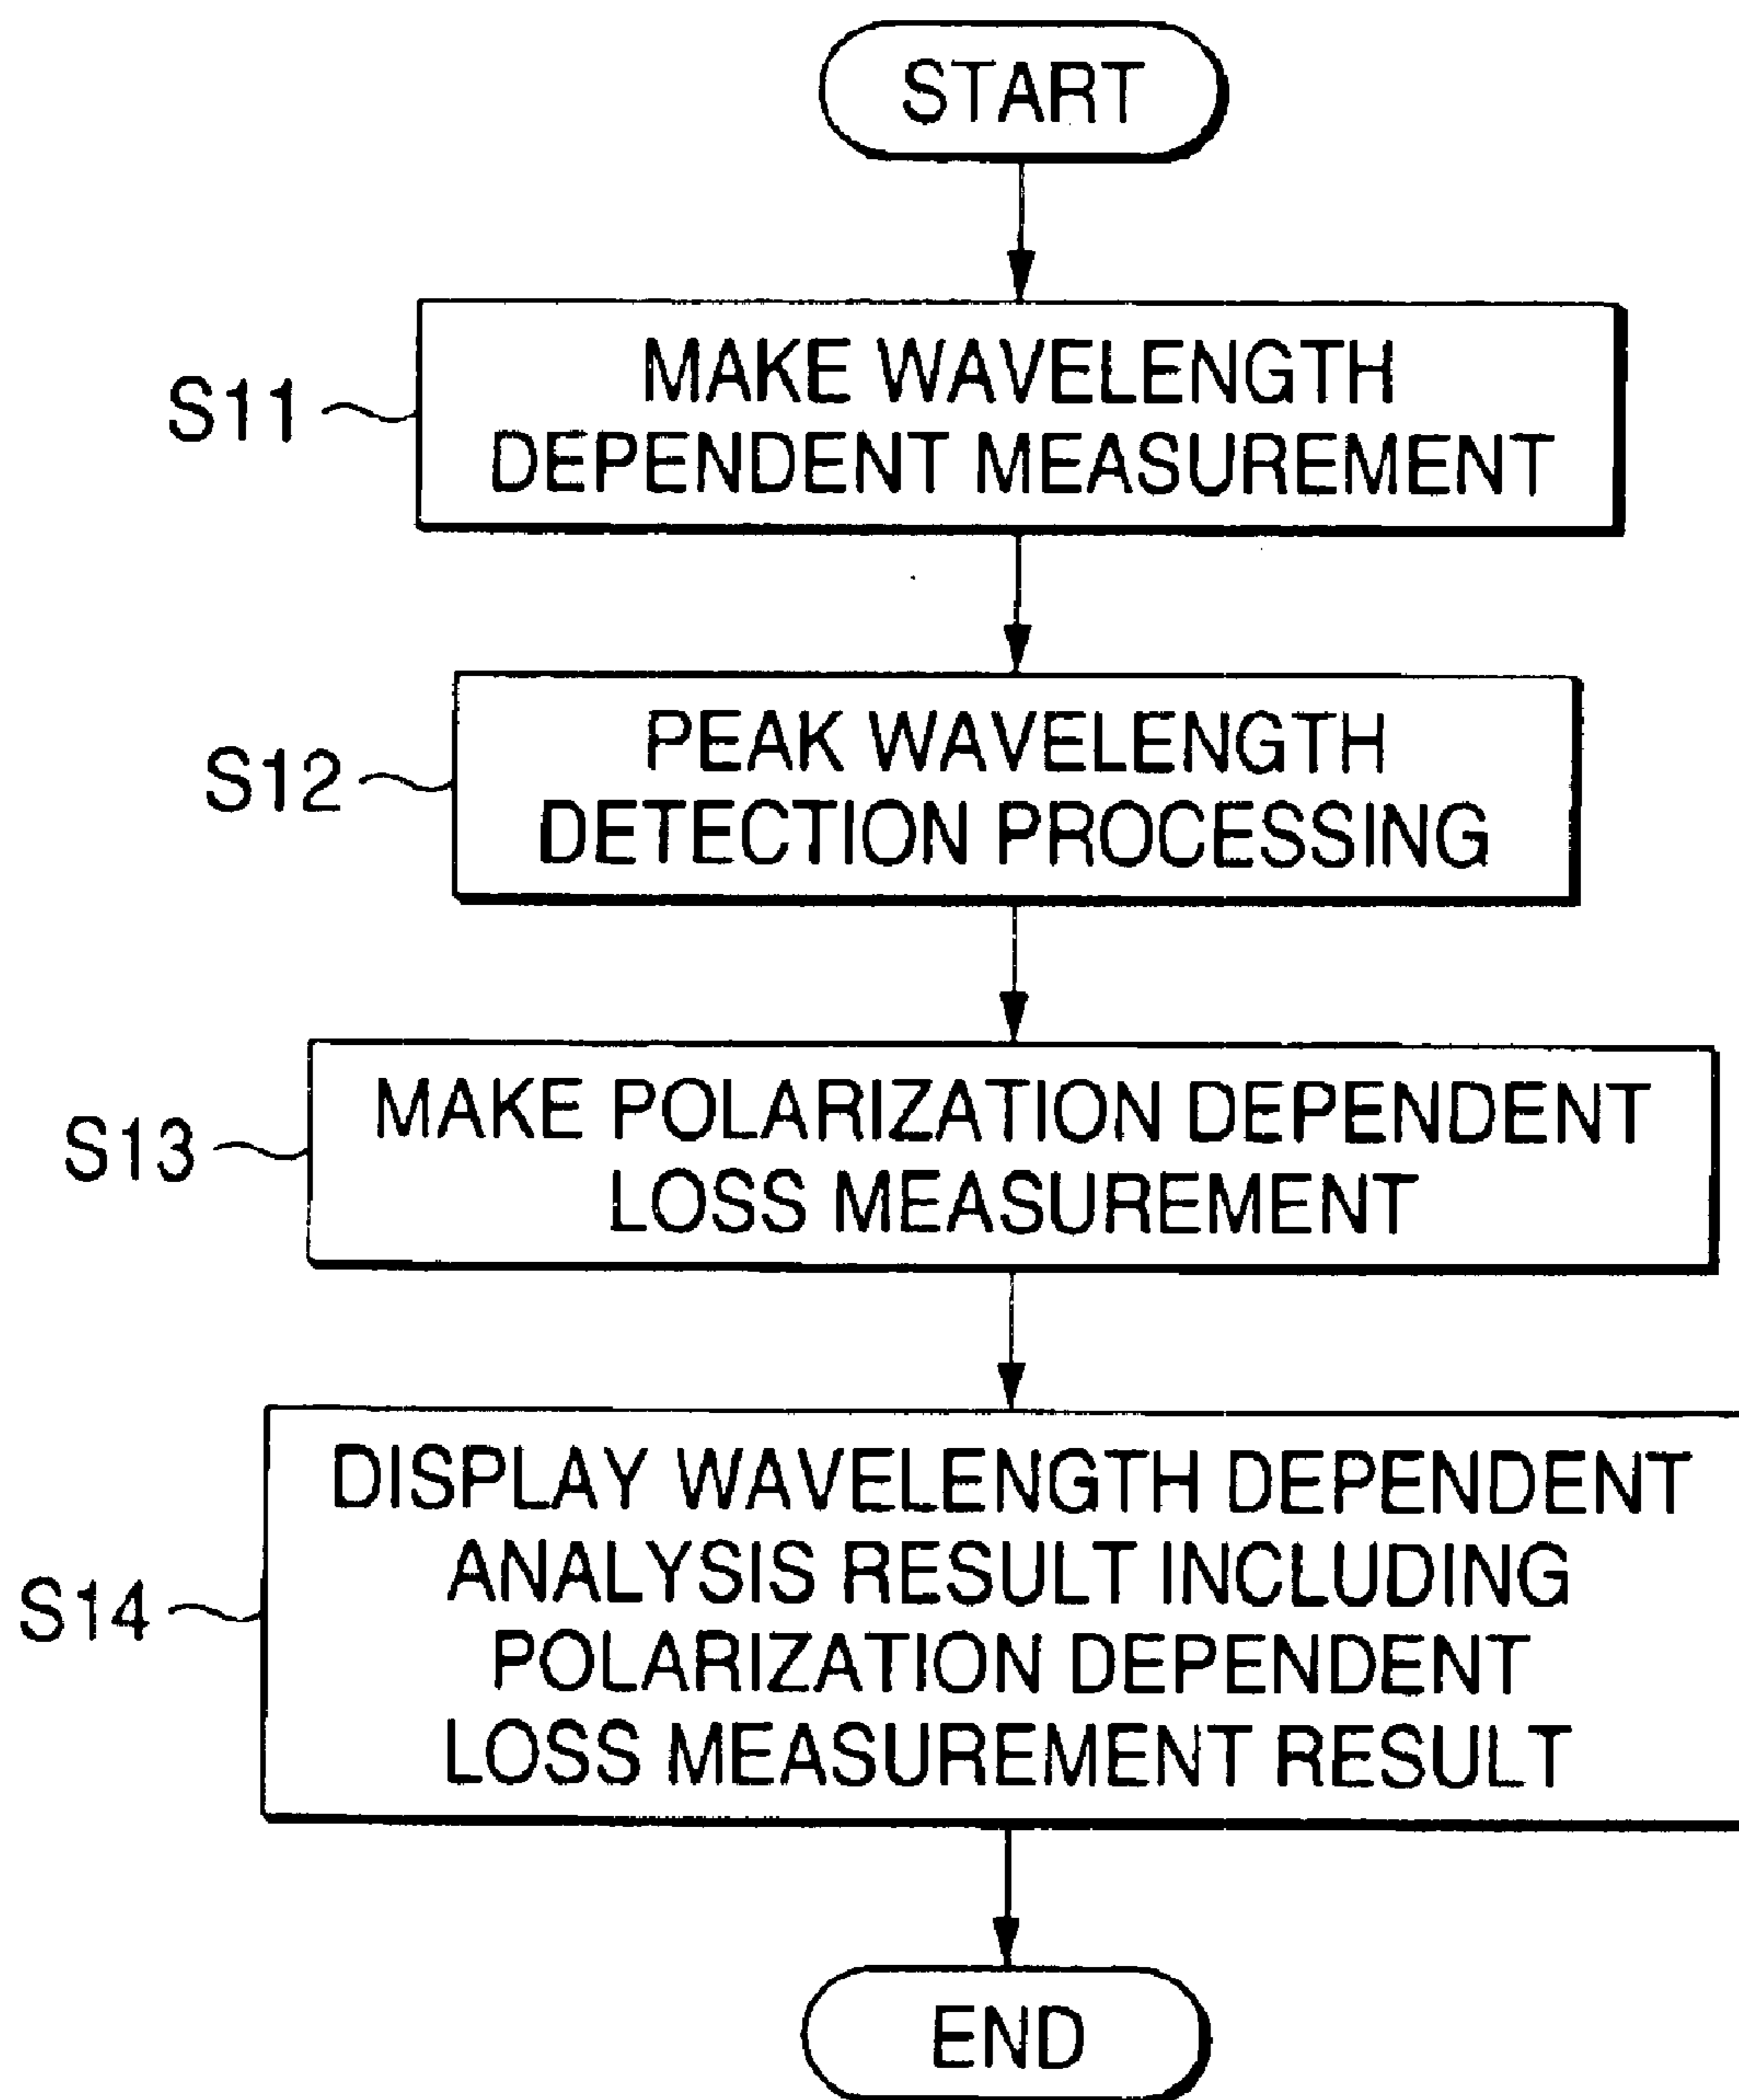 START
S11
MAKE WAVELENGTH
DEPENDENT MEASUREMENT
S12
PEAK WAVELENGTH
DETECTION PROCESSING
S13
MAKE POLARIZATION DEPENDENT
LOSS MEASUREMENT
S14
DISPLAY WAVELENGTH DEPENDENT
ANALYSIS RESULT INCLUDING
POLARIZATION DEPENDENT
LOSS MEASUREMENT RESULT
END